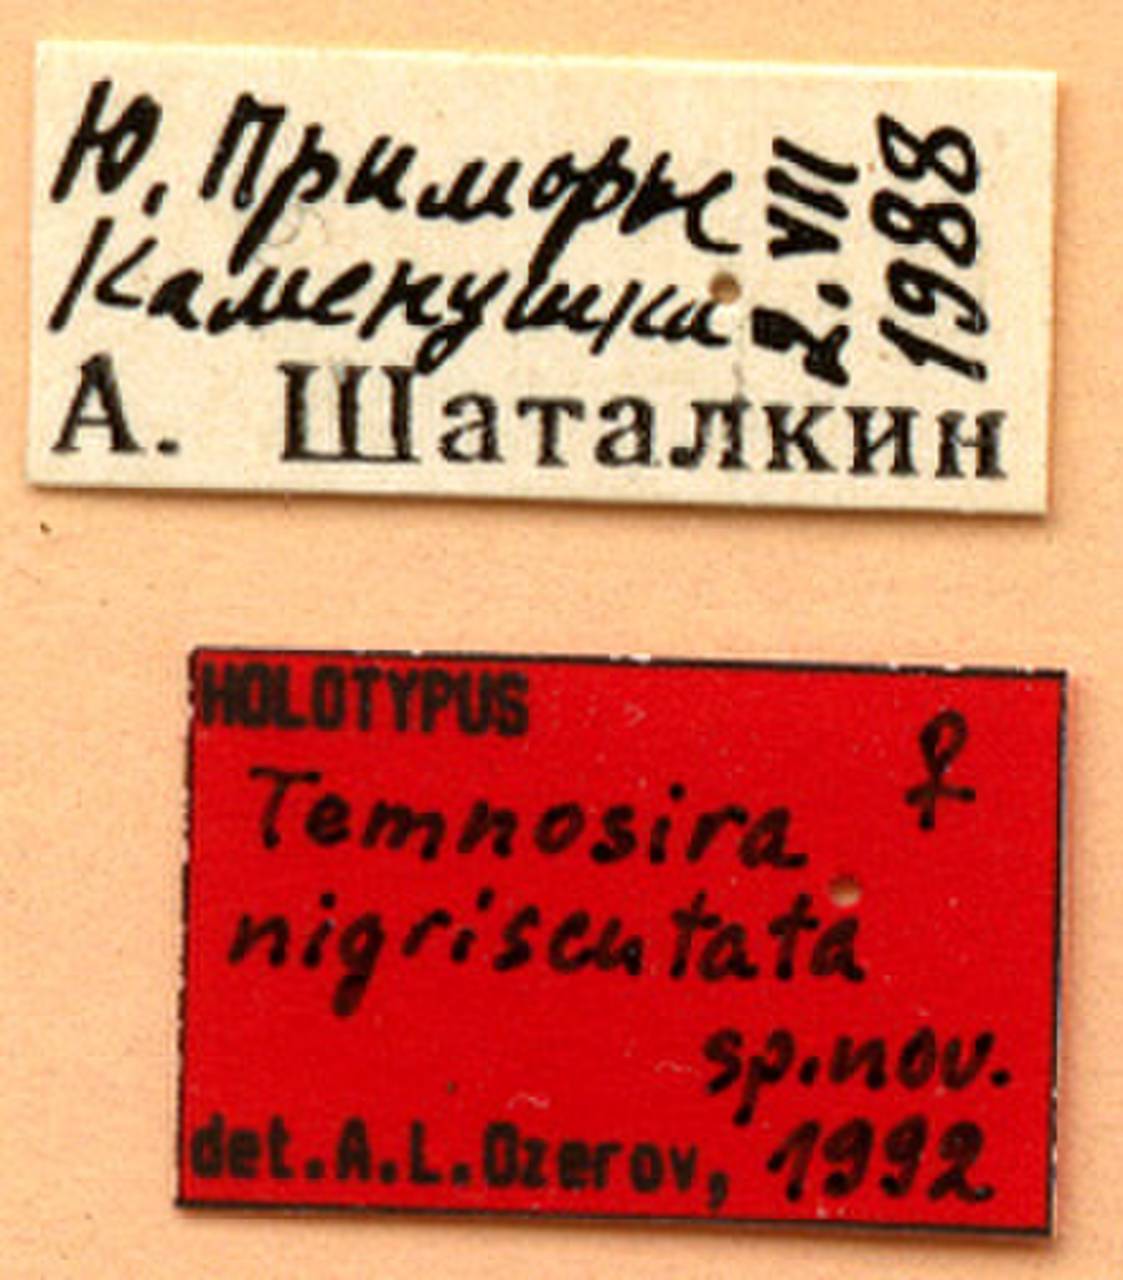 Ю. Приморье
Каменушка
2.VII
1988
А. Шаталкин
HOLOTYPUS
♀
Temnosira
nigriscutata
sp.nov.
det.A.L.Ozerov, 1992